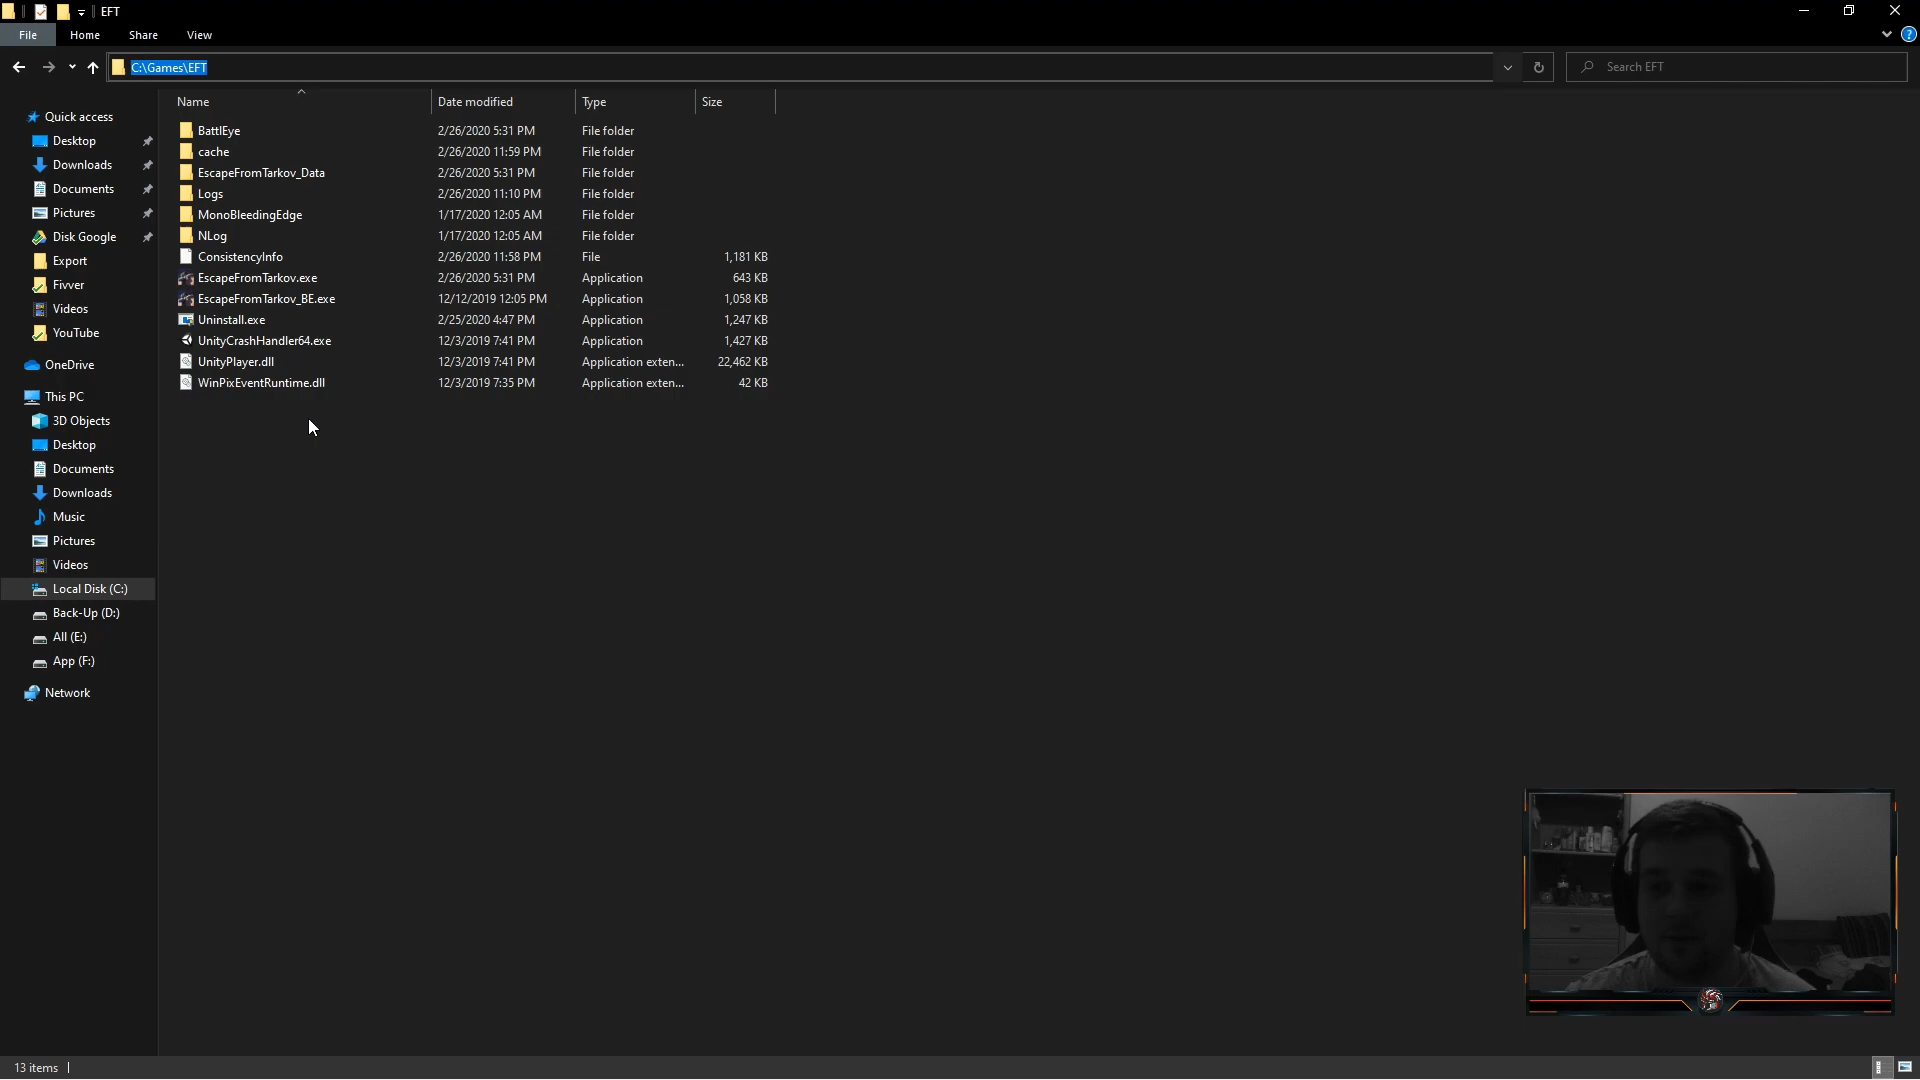 EFT
File Home Share View
C:\Games\EFT
Search EFT
Name Date modified Type Size
Quick access
Desktop
Downloads
Documents
Pictures
Disk Google
Export
Fivver
Videos
YouTube
OneDrive
This PC
3D Objects
Desktop
Documents
Downloads
Music
Pictures
Videos
Local Disk (C:)
Back-Up (D:)
All (E:)
App (F:)
Network
BattlEye 2/26/2020 5:31 PM File folder
cache 2/26/2020 11:59 PM File folder
EscapeFromTarkov_Data 2/26/2020 5:31 PM File folder
Logs 2/26/2020 11:10 PM File folder
MonoBleedingEdge 1/17/2020 12:05 AM File folder
NLog 1/17/2020 12:05 AM File folder
ConsistencyInfo 2/26/2020 11:58 PM File 1,181 KB
EscapeFromTarkov.exe 2/26/2020 5:31 PM Application 643 KB
EscapeFromTarkov_BE.exe 12/12/2019 12:05 PM Application 1,058 KB
Uninstall.exe 2/25/2020 4:47 PM Application 1,247 KB
UnityCrashHandler64.exe 12/3/2019 7:41 PM Application 1,427 KB
UnityPlayer.dll 12/3/2019 7:41 PM Application exten... 22,462 KB
WinPixEventRuntime.dll 12/3/2019 7:35 PM Application exten... 42 KB
13 items